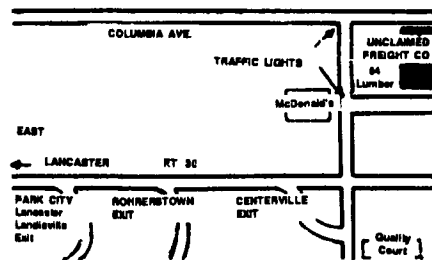 COLUMBIA AVE.
UNCLAIMED
FREIGHT CO
TRAFFIC LIGHTS
84
Lumber
McDonald's
EAST
LANCASTER
RT 30
PARK CITY
Lancaster
Landisville
Exit
ROHRERSTOWN
EXIT
CENTERVILLE
EXIT
Quality
Court